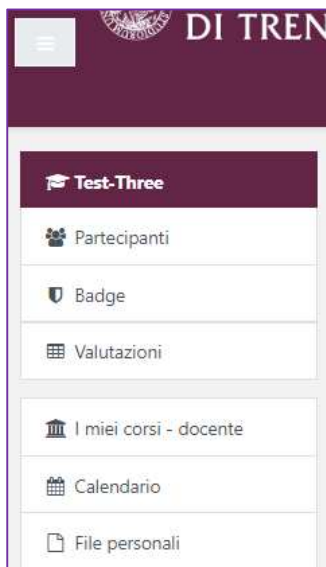 DI TREN
Test-Three
Partecipanti
Badge
Valutazioni
I miei corsi - docente
Calendario
File personali